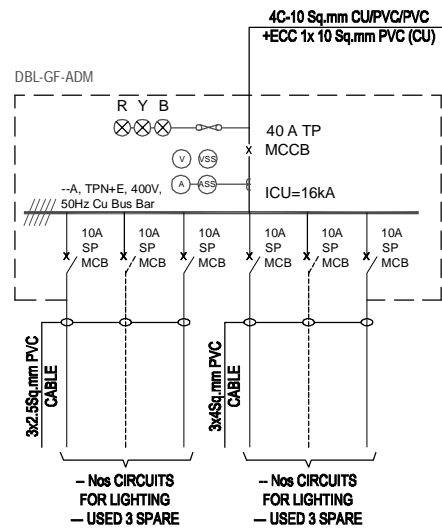 4C-10 Sq.mm CU/PVC/PVC
+ECC 1x 10 Sq.mm PVC (CU)
DBL-GF-ADM
R Y B
40 A TP
MCCB
V VSS
A ASS
ICU=16kA
--A, TPN+E, 400V,
50Hz Cu Bus Bar
10A
SP
MCB
10A
SP
MCB
10A
SP
MCB
10A
SP
MCB
10A
SP
MCB
10A
SP
MCB
3x2.5Sq.mm PVC
CABLE
3x4Sq.mm PVC
CABLE
-- Nos CIRCUITS
FOR LIGHTING
--- USED 3 SPARE
-- Nos CIRCUITS
FOR LIGHTING
--- USED 3 SPARE